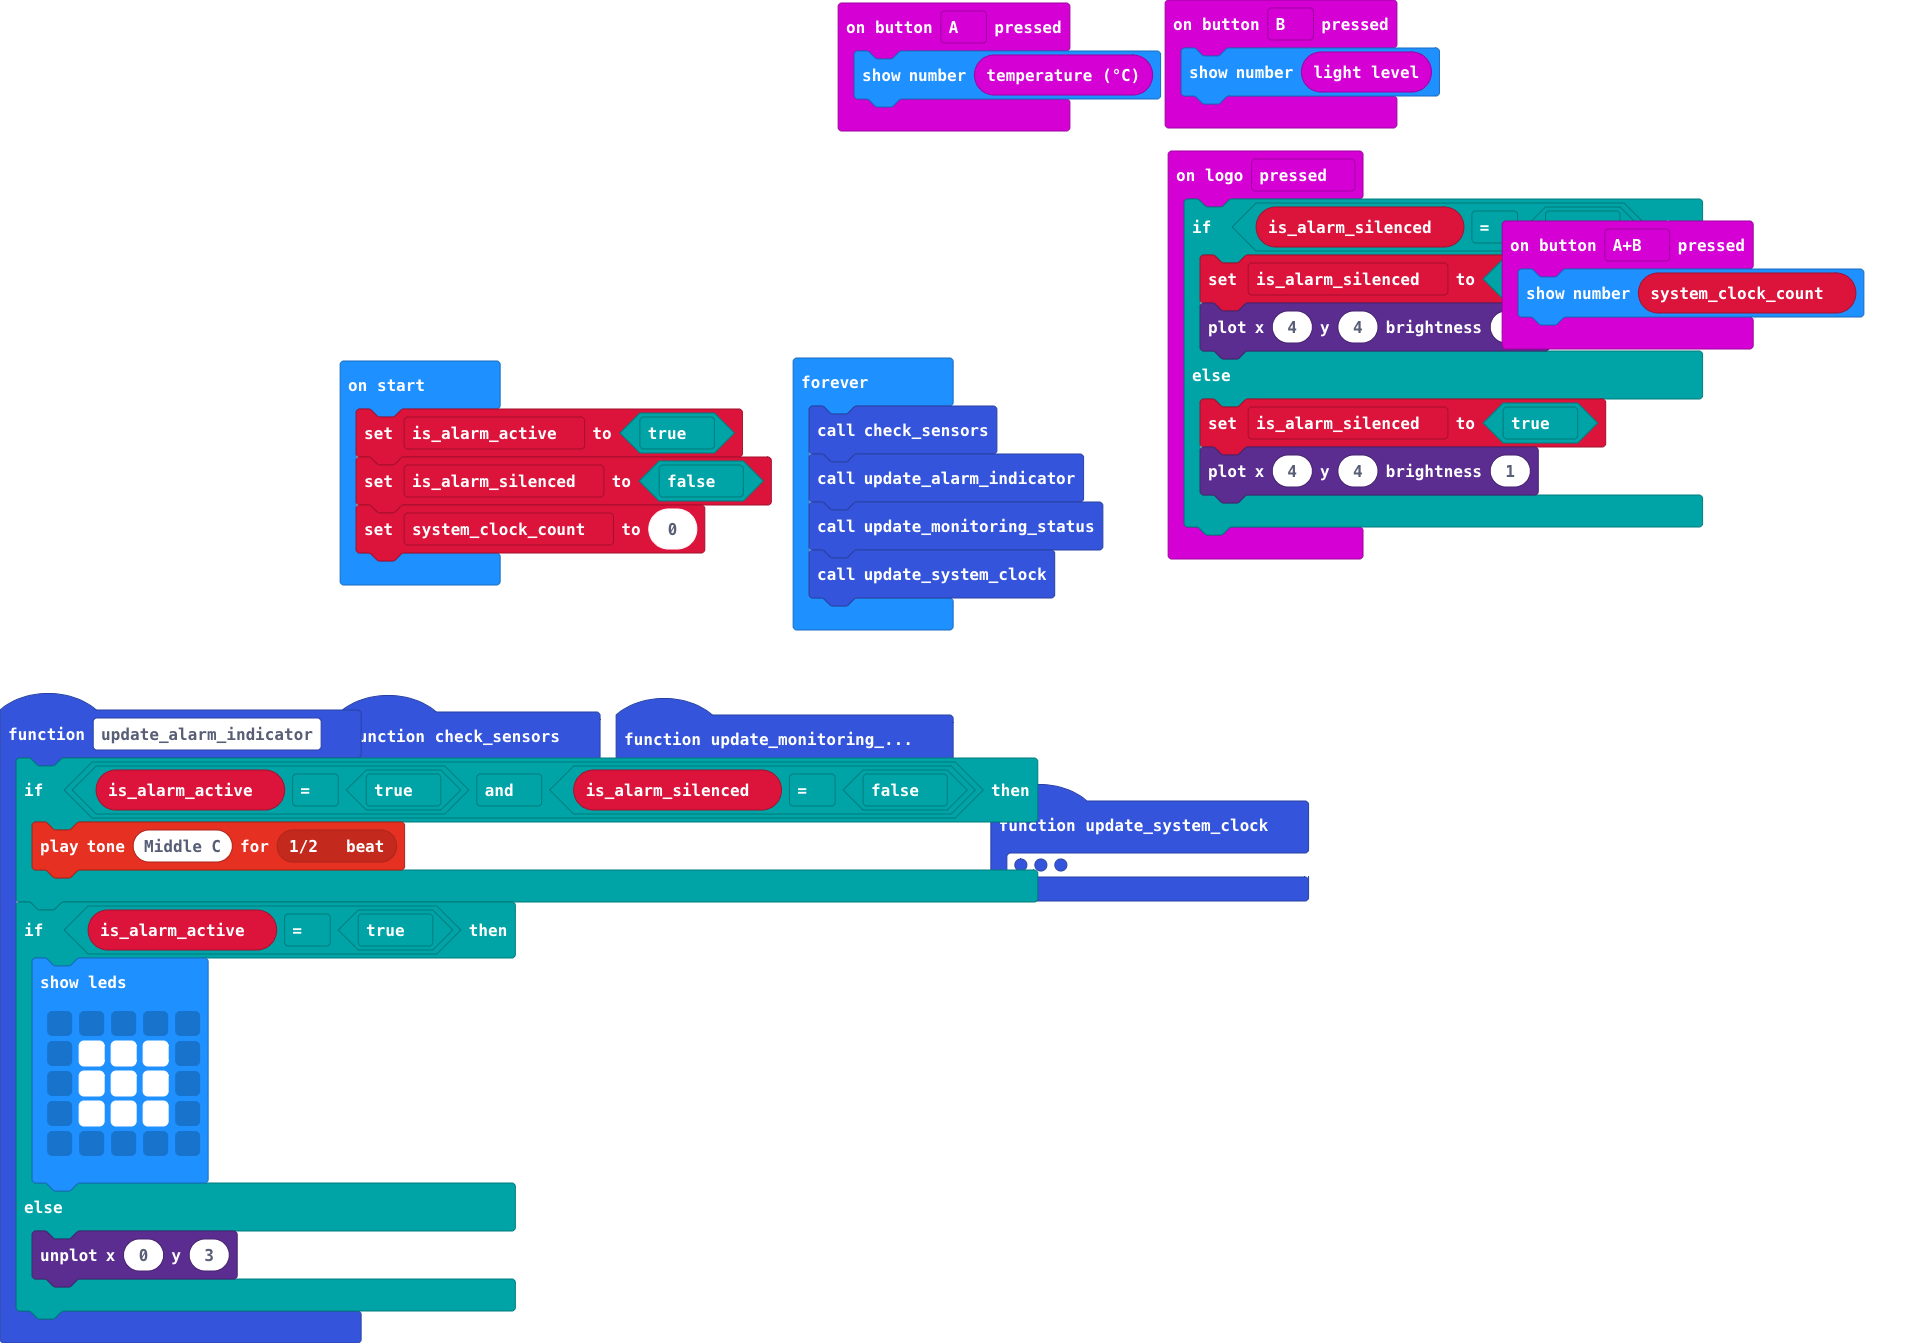 on button A pressed
show number temperature (°C)
on button B pressed
show number light level
on logo pressed
if is_alarm_silenced =
set is_alarm_silenced to
plot x 4 y 4 brightness
else
set is_alarm_silenced to true
plot x 4 y 4 brightness 1
on button A+B pressed
show number system_clock_count
on start
set is_alarm_active to true
set is_alarm_silenced to false
set system_clock_count to 0
forever
call check_sensors
call update_alarm_indicator
call update_monitoring_status
call update_system_clock
function update_alarm_indicator
if is_alarm_active = true and is_alarm_silenced = false then
play tone Middle C for 1/2 beat
if is_alarm_active = true then
show leds
else
unplot x 0 y 3
unction check_sensors
function update_monitoring_...
function update_system_clock